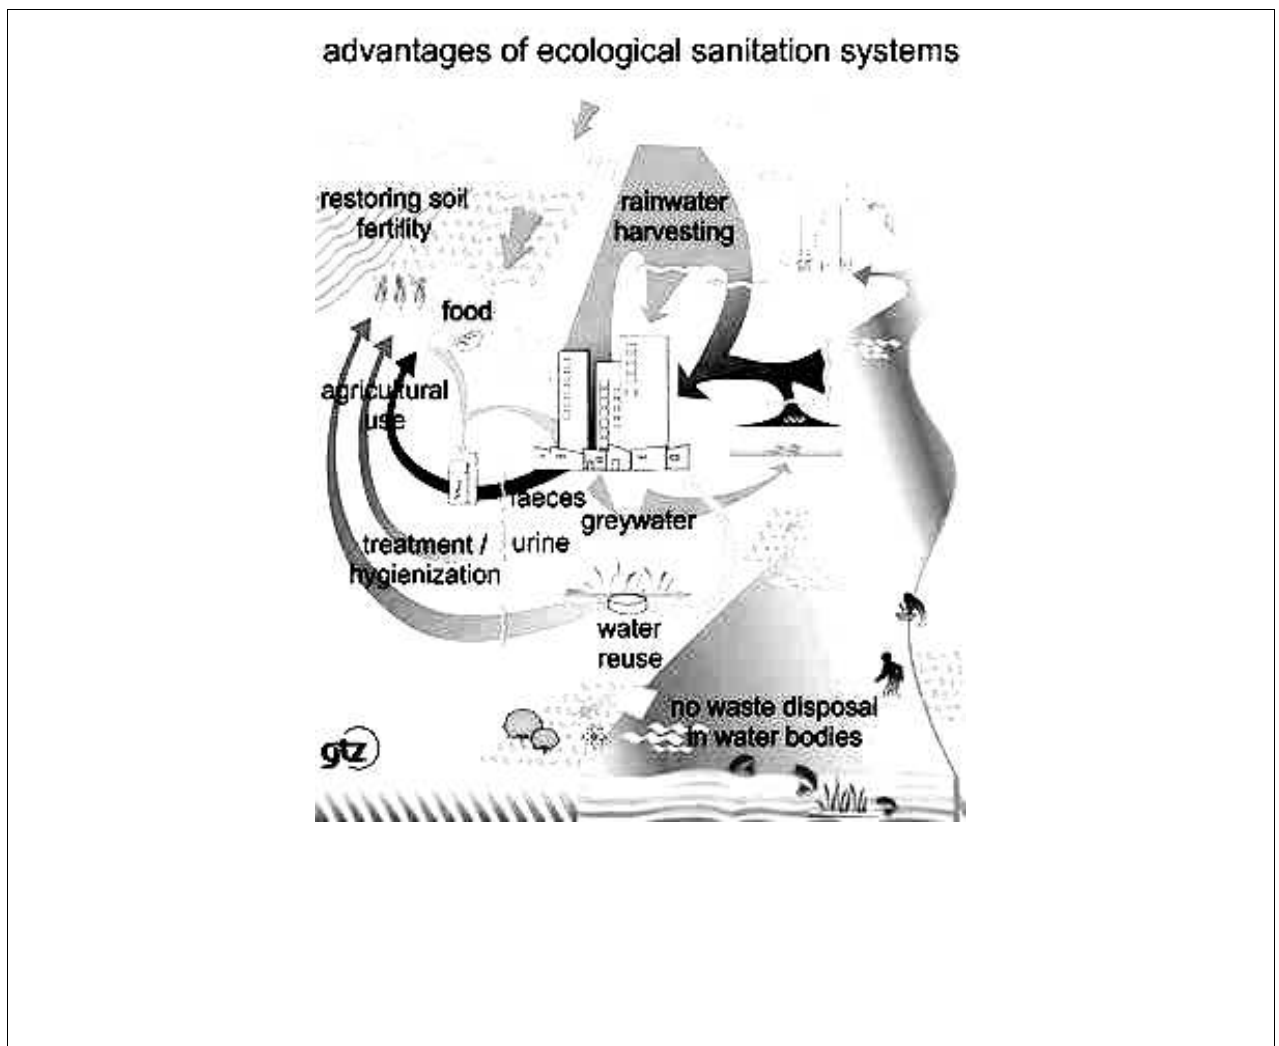 advantages of ecological sanitation systems
restoring soil
fertility
rainwater
harvesting
food
agricultural
use
faeces
greywater
treatment /
hygienization
urine
water
reuse
no waste disposal
in water bodies
gtz